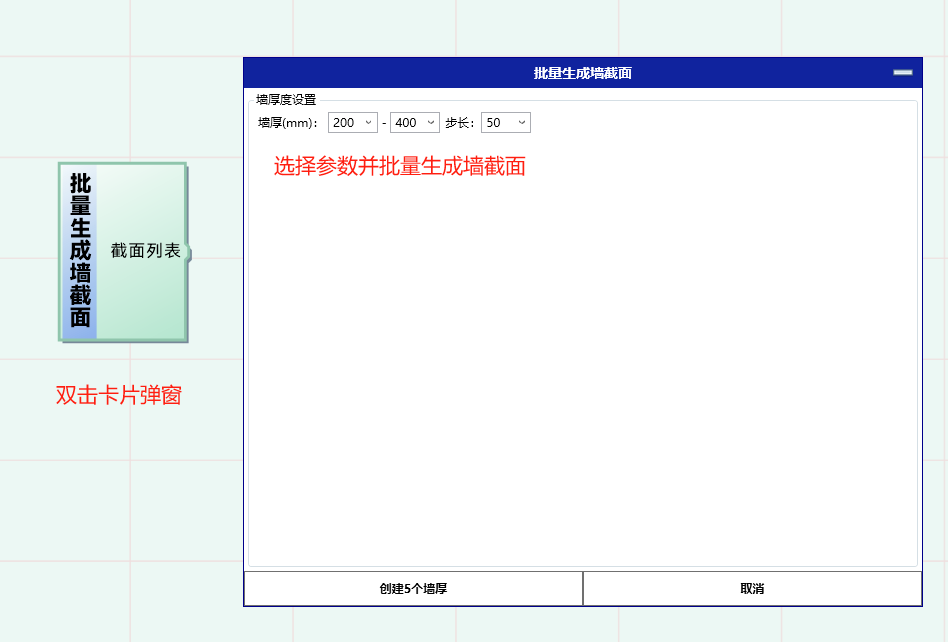 批量生成墙截面
墙厚度设置
墙厚(mm)： 200 - 400 步长： 50
选择参数并批量生成墙截面
批量生成墙截面
截面列表
双击卡片弹窗
创建5个墙厚
取消